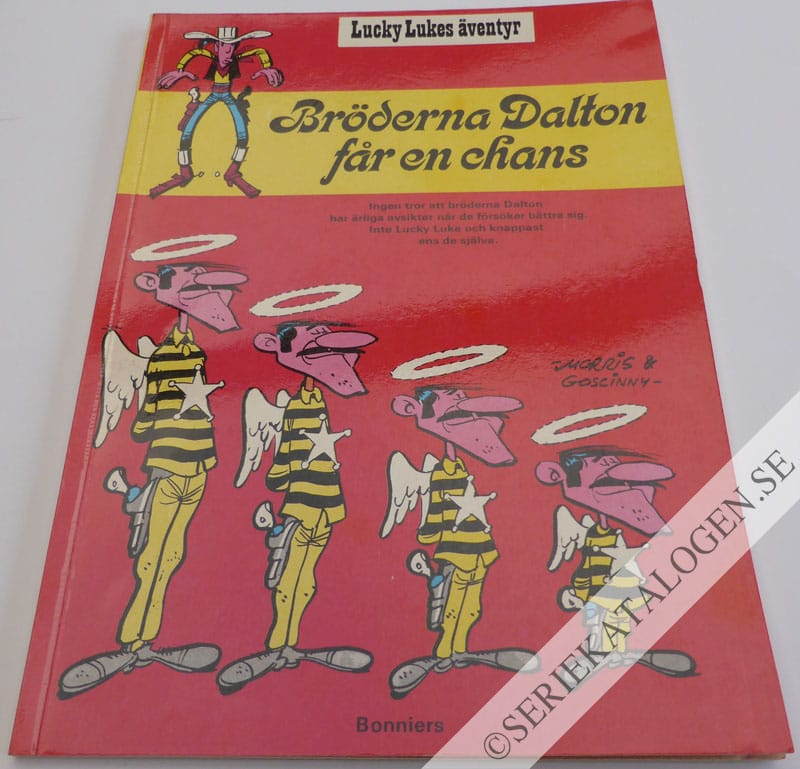 Lucky Lukes äventyr
Bröderna Dalton
får en chans
Ingen tror att bröderna Dalton
har ärliga avsikter när de försöker bättra sig.
Inte Lucky Luke och knappast
ens de själva.
MORRIS &
GOSCINNY-
Bonniers
©SERIEKATALOGEN.SE